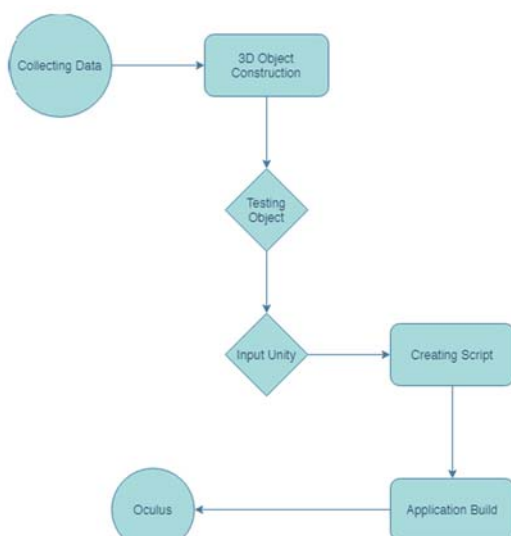 Collecting Data
3D Object
Construction
Testing
Object
Input Unity
Creating Script
Application Build
Oculus